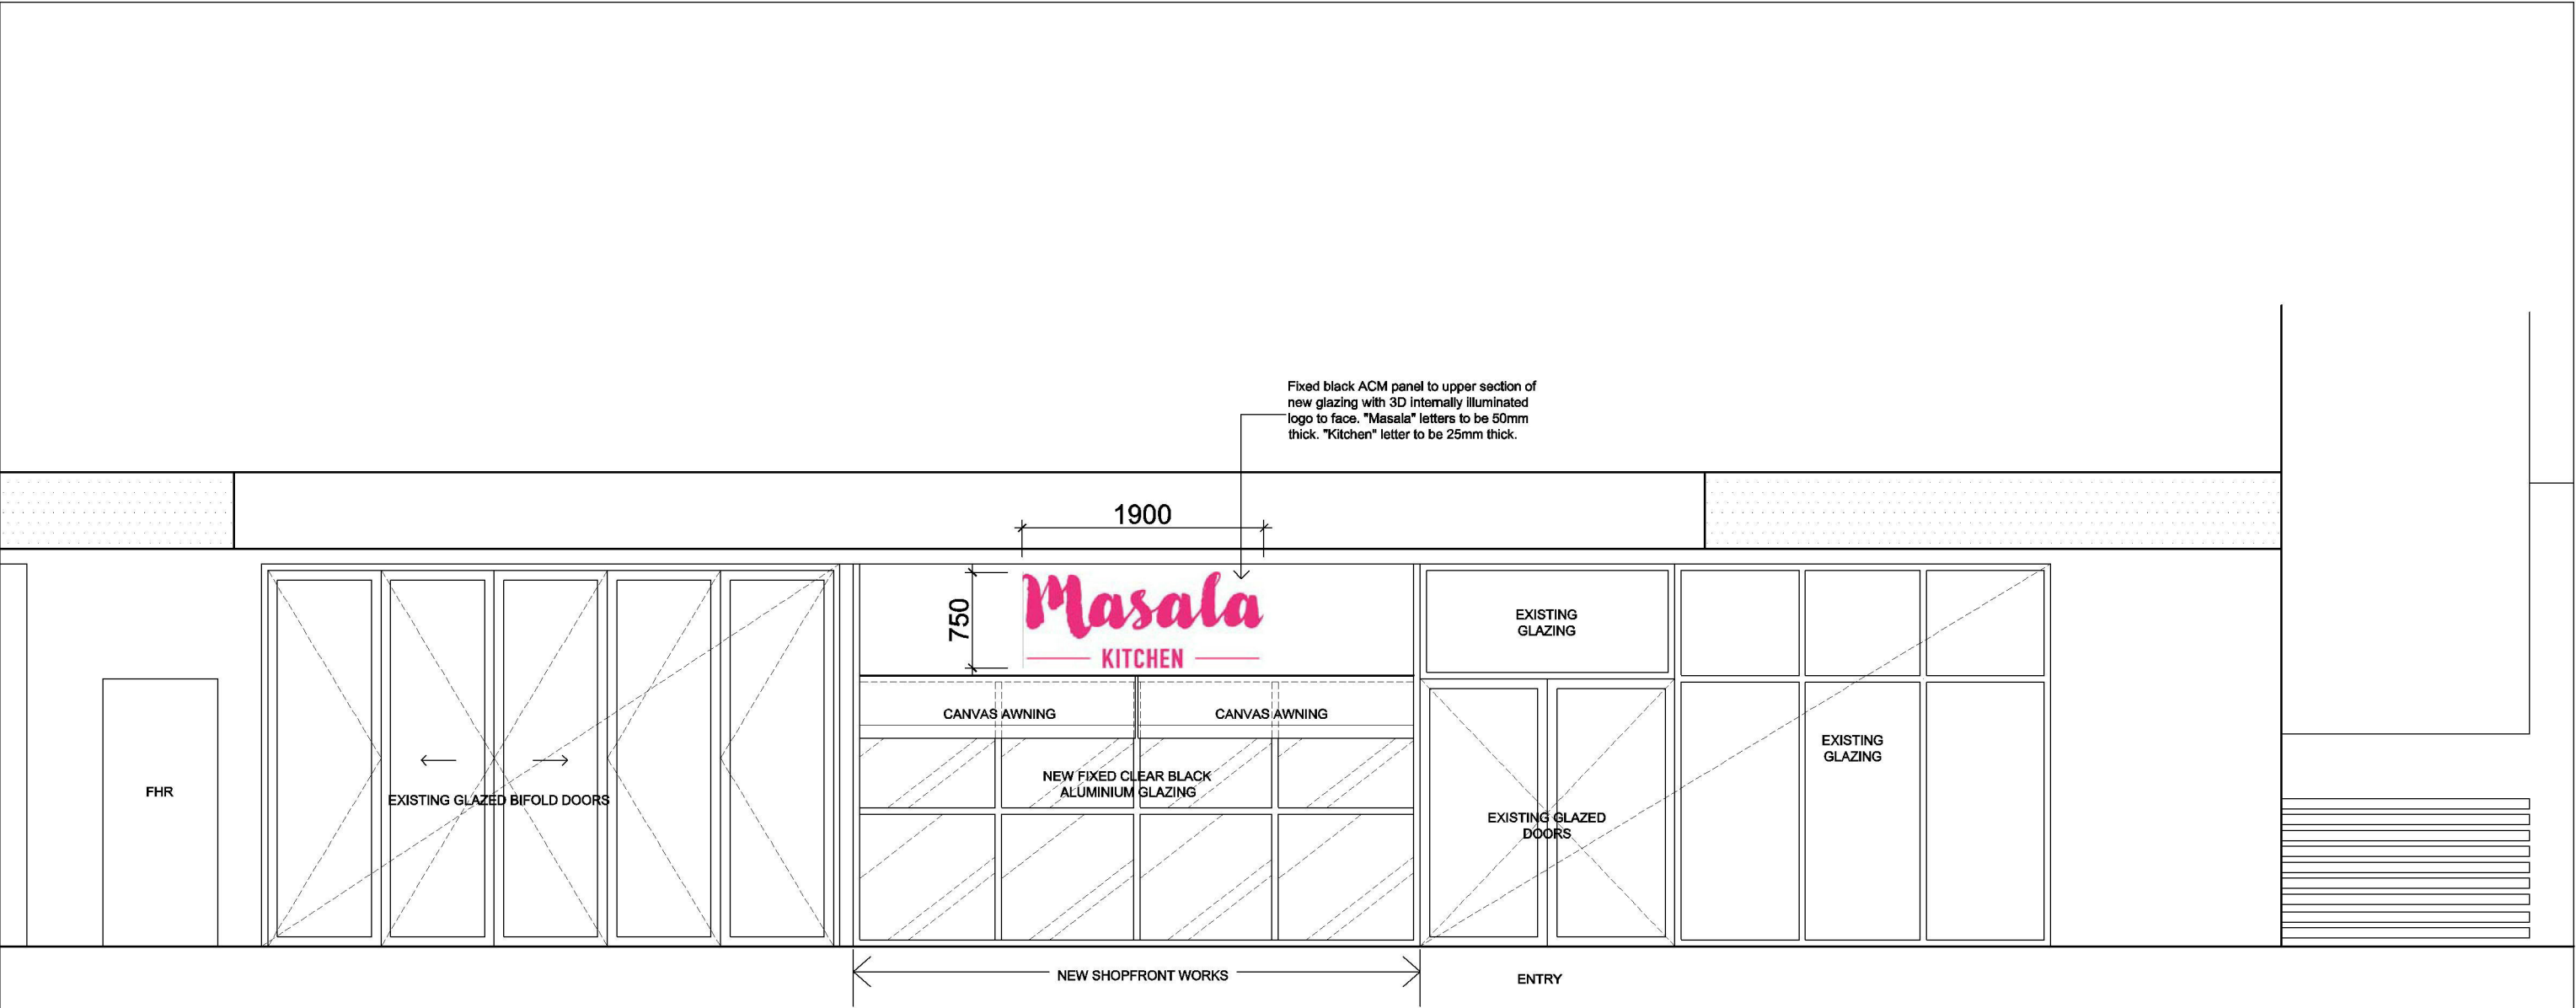 Fixed black ACM panel to upper section of
new glazing with 3D internally illuminated
logo to face. "Masala" letters to be 50mm
thick. "Kitchen" letter to be 25mm thick.
1900
750
Masala
KITCHEN
EXISTING
GLAZING
CANVAS AWNING
CANVAS AWNING
EXISTING
GLAZING
NEW FIXED CLEAR BLACK
ALUMINIUM GLAZING
FHR
EXISTING GLAZED BIFOLD DOORS
EXISTING GLAZED
DOORS
NEW SHOPFRONT WORKS
ENTRY